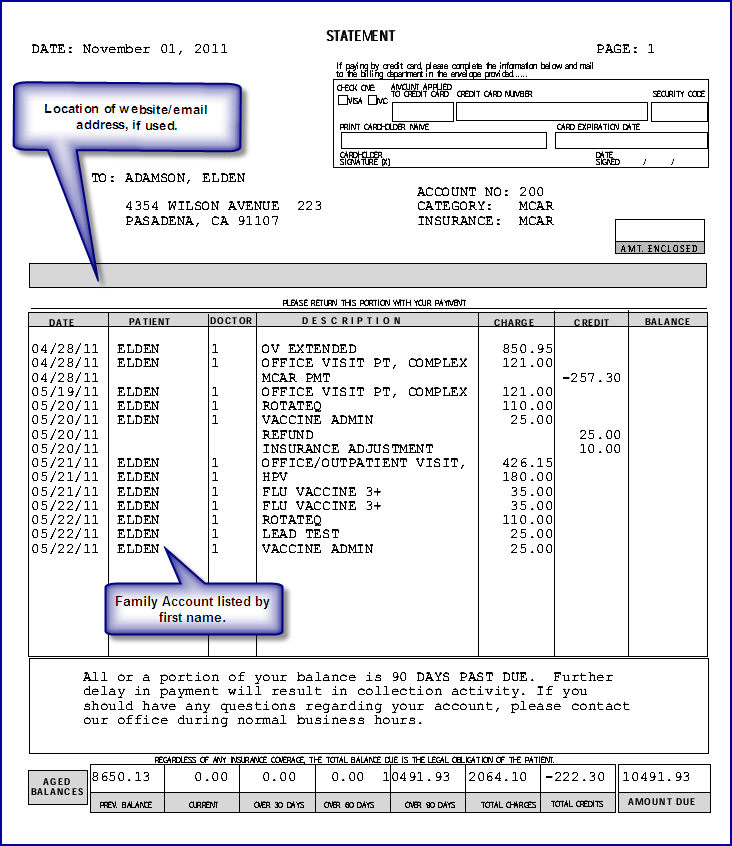 STATEMENT
DATE: November 01, 2011
PAGE: 1
If paying by credit card, please complete the information below and mail
to the billing department in the envelope provided.....
CHECK ONE:
VISA MC
AMOUNT APPLIED
TO CREDIT CARD
CREDIT CARD NUMBER
SECURITY CODE
PRINT CARDHOLDER NAME
CARD EXPIRATION DATE
CARDHOLDER
SIGNATURE (X)
DATE
SIGNED / /
Location of website/email
address, if used.
TO: ADAMSON, ELDEN
4354 WILSON AVENUE 223
PASADENA, CA 91107
ACCOUNT NO: 200
CATEGORY: MCAR
INSURANCE: MCAR
AMT. ENCLOSED
PLEASE RETURN THIS PORTION WITH YOUR PAYMENT
DATE PATIENT DOCTOR DESCRIPTION CHARGE CREDIT BALANCE
04/28/11 ELDEN 1 OV EXTENDED 850.95
04/28/11 ELDEN 1 OFFICE VISIT PT, COMPLEX 121.00
04/28/11 MCAR PMT -257.30
05/19/11 ELDEN 1 OFFICE VISIT PT, COMPLEX 121.00
05/20/11 ELDEN 1 ROTATEQ 110.00
05/20/11 ELDEN 1 VACCINE ADMIN 25.00
05/20/11 REFUND 25.00
05/20/11 INSURANCE ADJUSTMENT 10.00
05/21/11 ELDEN 1 OFFICE/OUTPATIENT VISIT, 426.15
05/21/11 ELDEN 1 HPV 180.00
05/21/11 ELDEN 1 FLU VACCINE 3+ 35.00
05/22/11 ELDEN 1 FLU VACCINE 3+ 35.00
05/22/11 ELDEN 1 ROTATEQ 110.00
05/22/11 ELDEN 1 LEAD TEST 25.00
05/22/11 ELDEN 1 VACCINE ADMIN 25.00
Family Account listed by
first name.
All or a portion of your balance is 90 DAYS PAST DUE. Further
delay in payment will result in collection activity. If you
should have any questions regarding your account, please contact
our office during normal business hours.
REGARDLESS OF ANY INSURANCE COVERAGE, THE TOTAL BALANCE DUE IS THE LEGAL OBLIGATION OF THE PATIENT.
AGED
BALANCES
8650.13 0.00 0.00 0.00 10491.93 2064.10 -222.30 10491.93
PREV. BALANCE CURRENT OVER 30 DAYS OVER 60 DAYS OVER 90 DAYS TOTAL CHARGES TOTAL CREDITS AMOUNT DUE